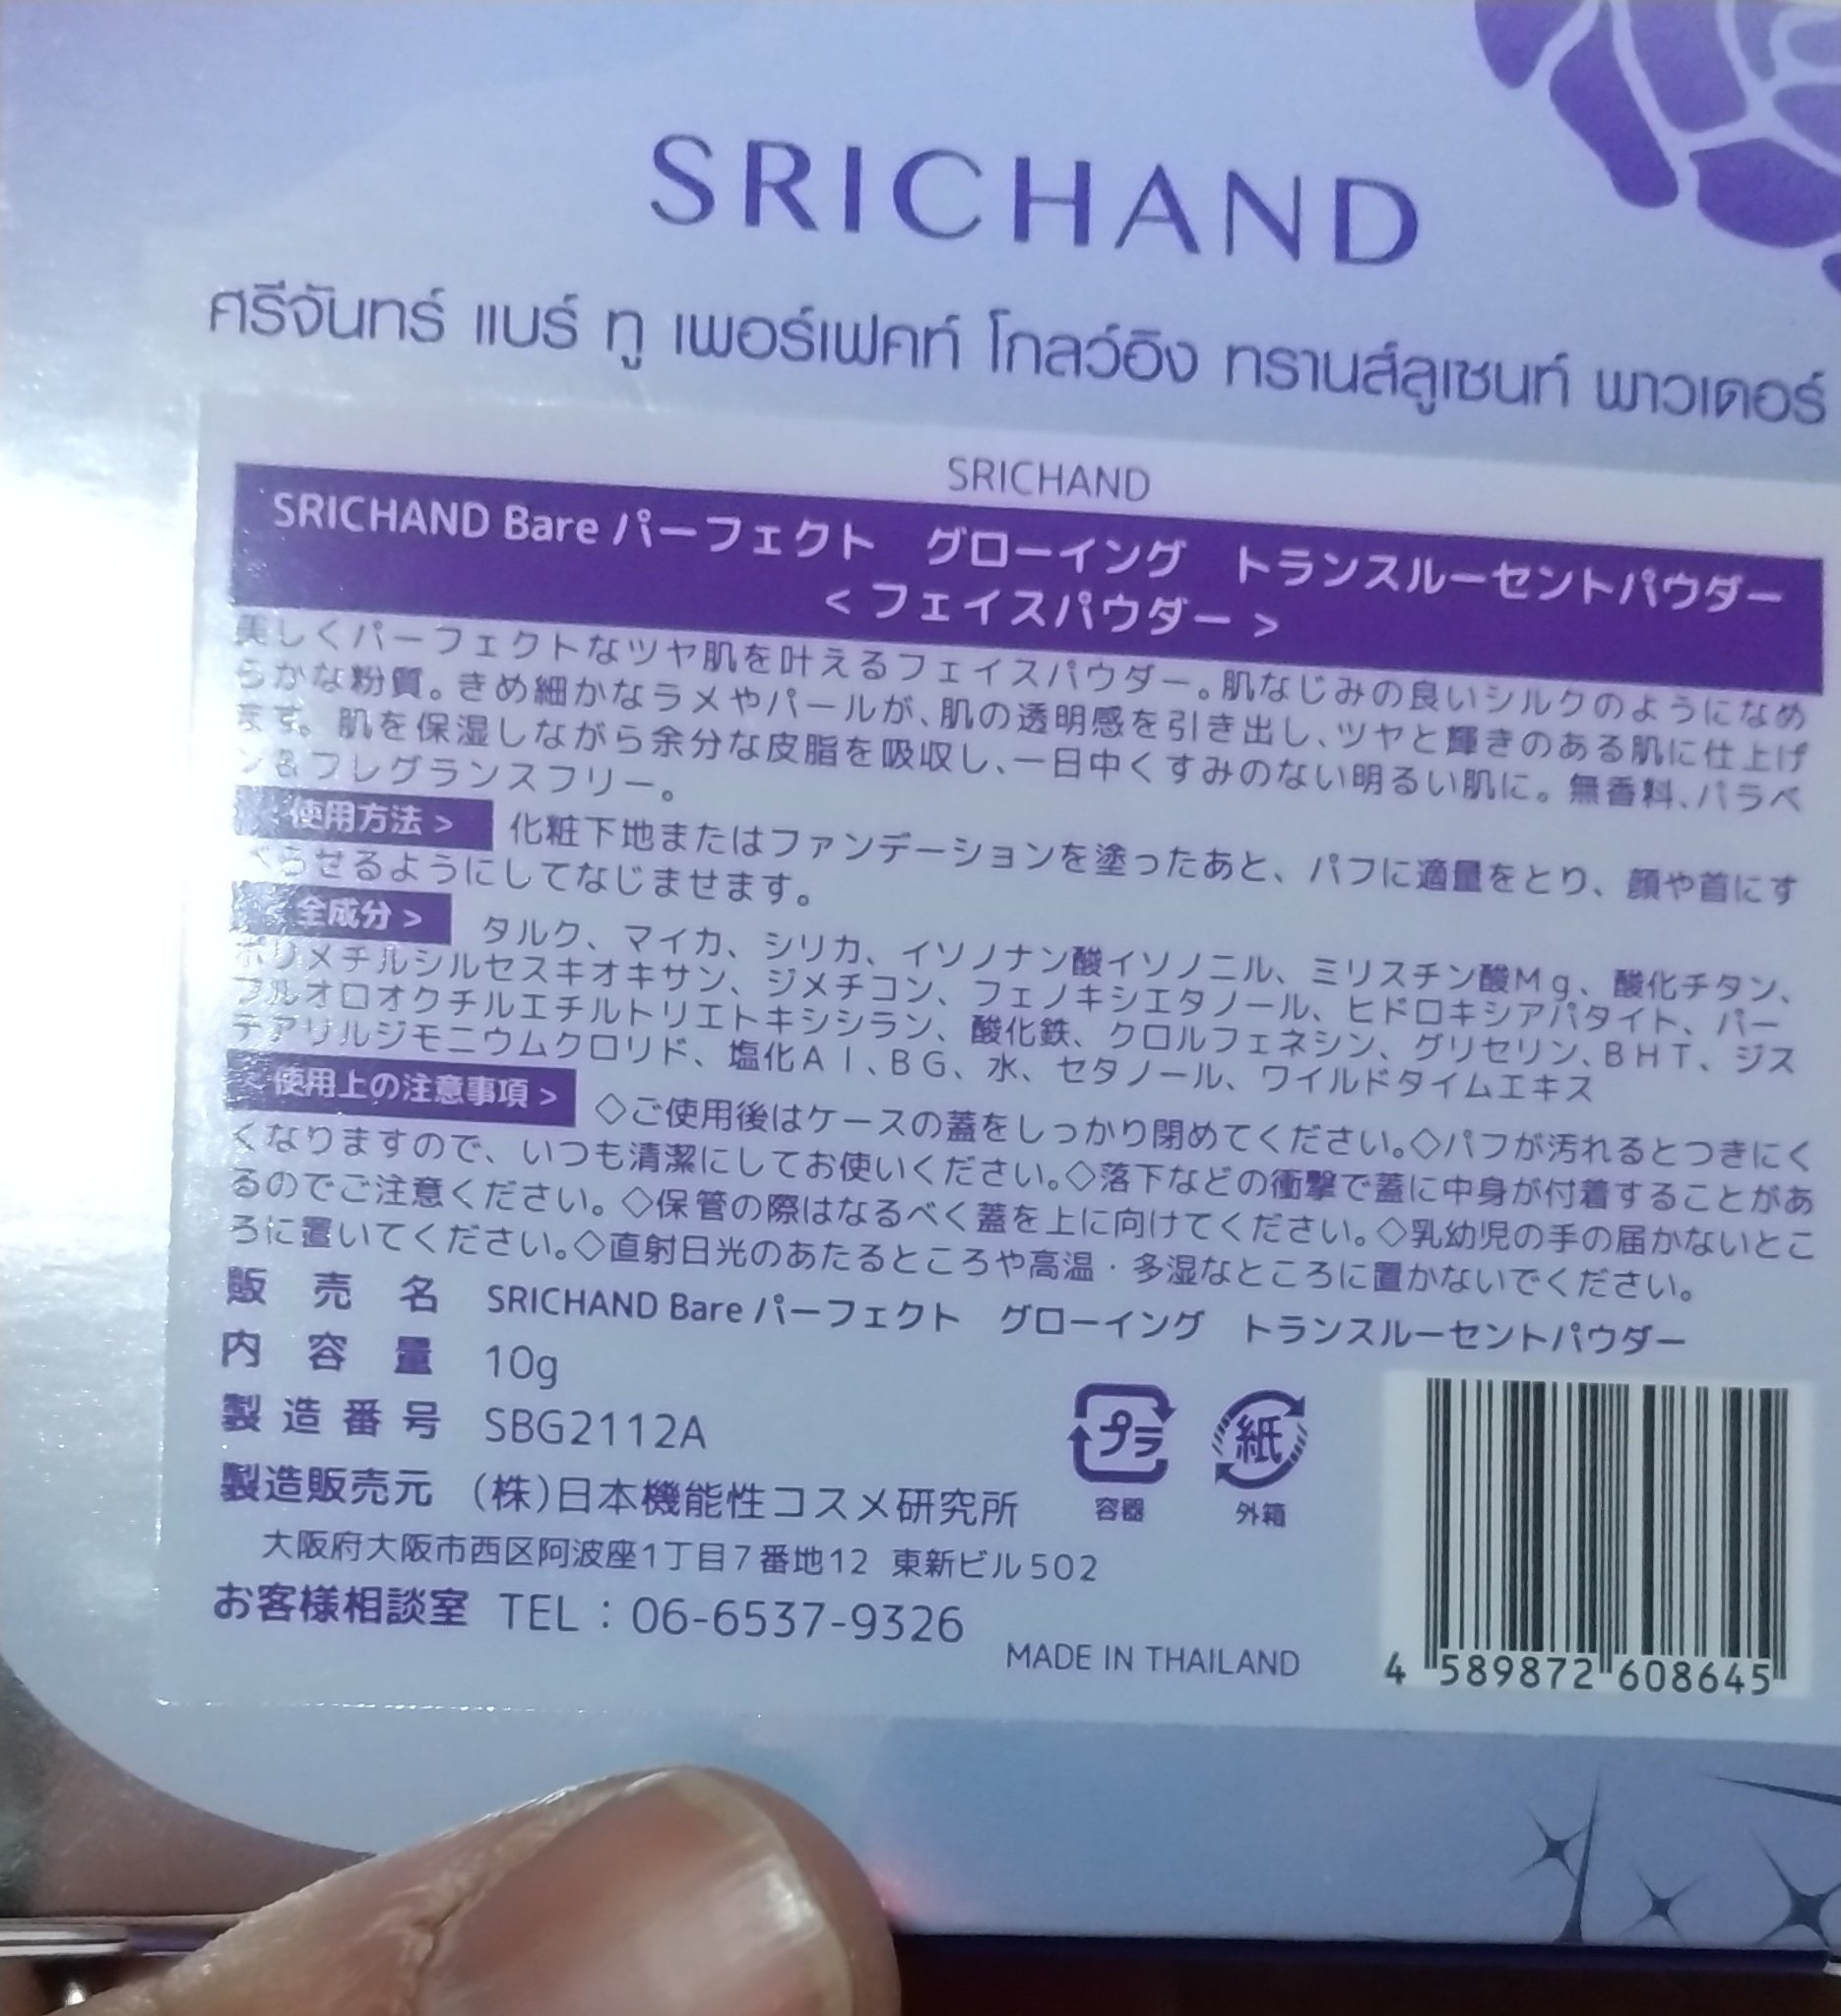 SRICHAND
ศรีจันทร์ แบร์ ทู เพอร์เฟคท์ โกลว์อิง ทรานส์ลูเซนท์ พาวเดอร์
SRICHAND
SRICHAND Bare パーフェクト グローイング トランスルーセントパウダー
< フェイスパウダー >
美しくパーフェクトなツヤ肌を叶えるフェイスパウダー。肌なじみの良いシルクのようになめ
らかな粉質。きめ細かなラメやパールが、肌の透明感を引き出し、ツヤと輝きのある肌に仕上げ
ます。肌を保湿しながら余分な皮脂を吸収し、一日中くすみのない明るい肌に。無香料、パラベ
ン&フレグランスフリー。
< 使用方法 > 化粧下地またはファンデーションを塗ったあと、パフに適量をとり、顔や首にす
べらせるようにしてなじませます。
< 全成分 > タルク、マイカ、シリカ、イソノナン酸イソノニル、ミリスチン酸Mg、酸化チタン、
ポリメチルシルセスキオキサン、ジメチコン、フェノキシエタノール、ヒドロキシアパタイト、パー
フルオロオクチルエチルトリエトキシシラン、酸化鉄、クロルフェネシン、グリセリン、BHT、ジス
テアリルジモニウムクロリド、塩化Al、BG、水、セタノール、ワイルドタイムエキス
< 使用上の注意事項 > ◇ご使用後はケースの蓋をしっかり閉めてください。◇パフが汚れるとつきにく
くなりますので、いつも清潔にしてお使いください。◇落下などの衝撃で蓋に中身が付着することがあ
るのでご注意ください。◇保管の際はなるべく蓋を上に向けてください。◇乳幼児の手の届かないとこ
ろに置いてください。◇直射日光のあたるところや高温・多湿なところに置かないでください。
販売名 SRICHAND Bare パーフェクト グローイング トランスルーセントパウダー
内容量 10g
製造番号 SBG2112A
プラ 紙
製造販売元 (株)日本機能性コスメ研究所
容器 外箱
大阪府大阪市西区阿波座1丁目7番地12 東新ビル502
お客様相談室 TEL：06-6537-9326
MADE IN THAILAND
4 589872 608645